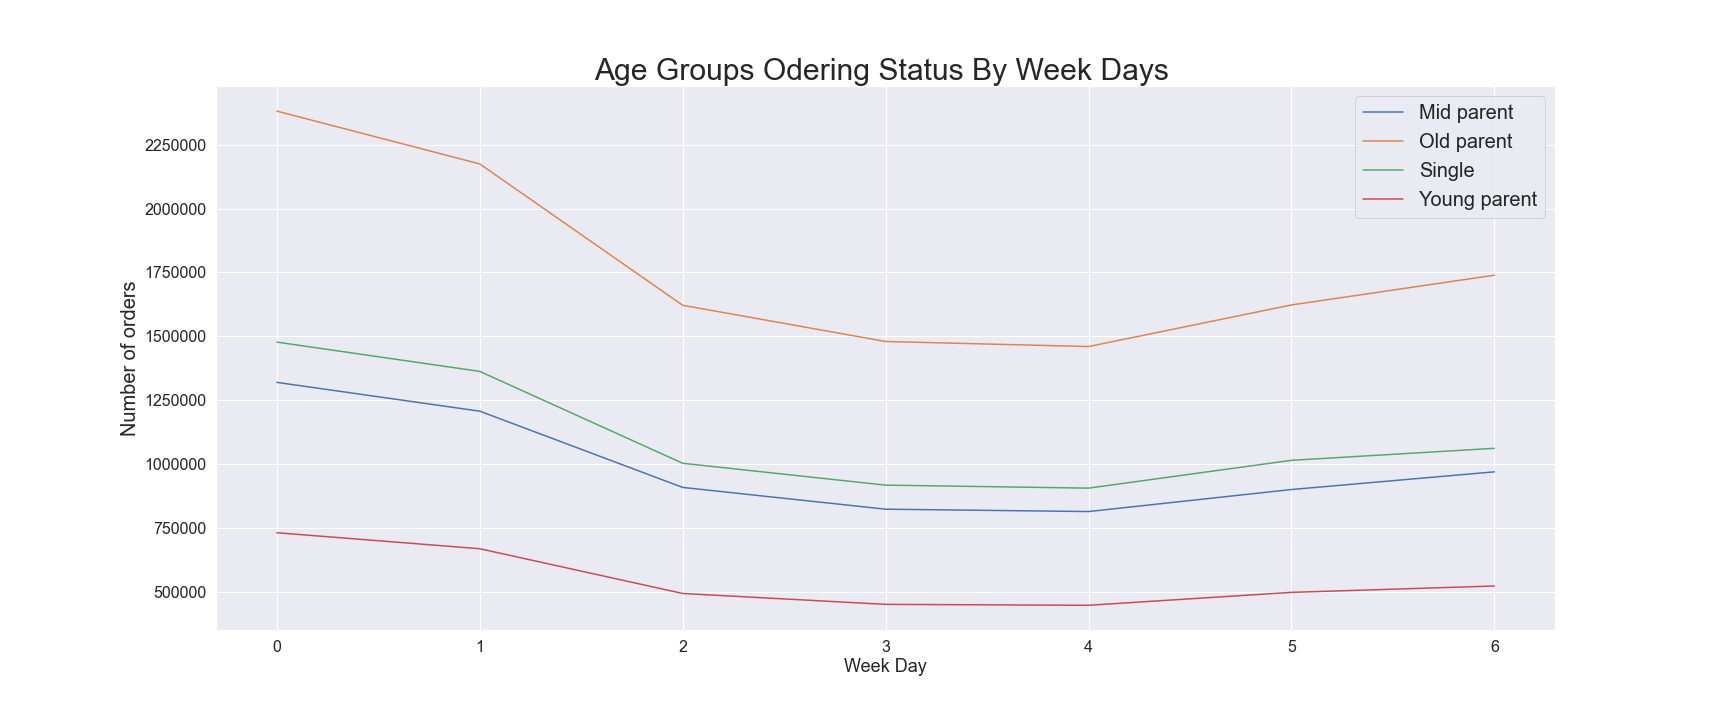 Age Groups Odering Status By Week Days
Mid parent
Old parent
Single
Young parent
Number of orders
2250000
2000000
1750000
1500000
1250000
1000000
750000
500000
0 1 2 3 4 5 6
Week Day